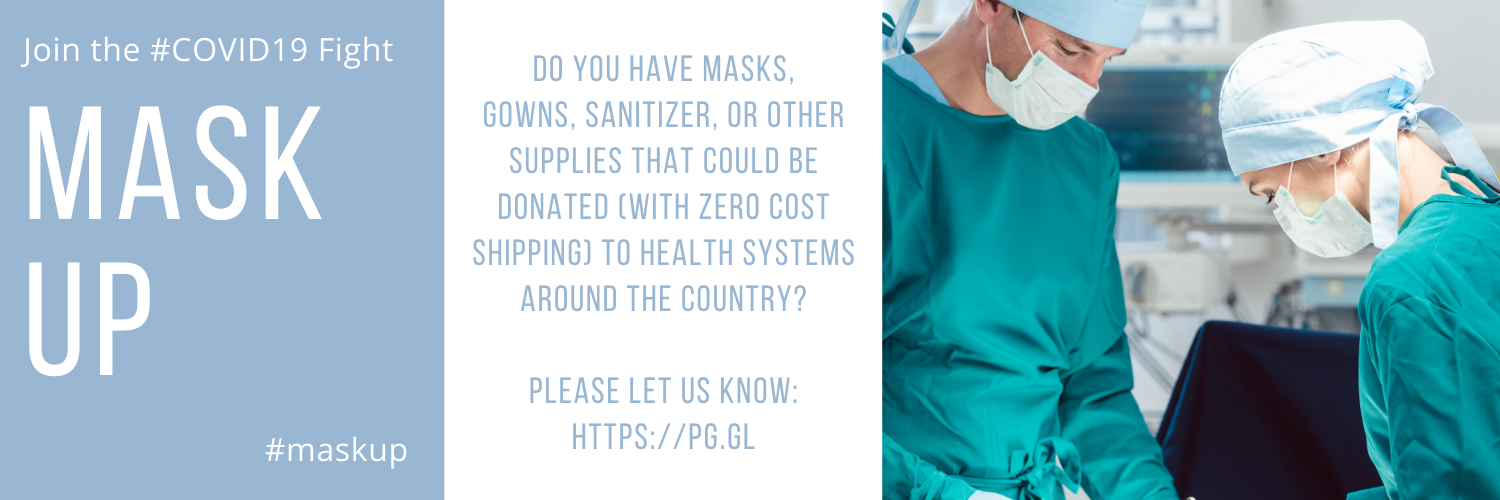 Join the #COVID19 Fight
MASK
UP
#maskup
DO YOU HAVE MASKS,
GOWNS, SANITIZER, OR OTHER
SUPPLIES THAT COULD BE
DONATED (WITH ZERO COST
SHIPPING) TO HEALTH SYSTEMS
AROUND THE COUNTRY?
PLEASE LET US KNOW:
HTTPS://PG.GL